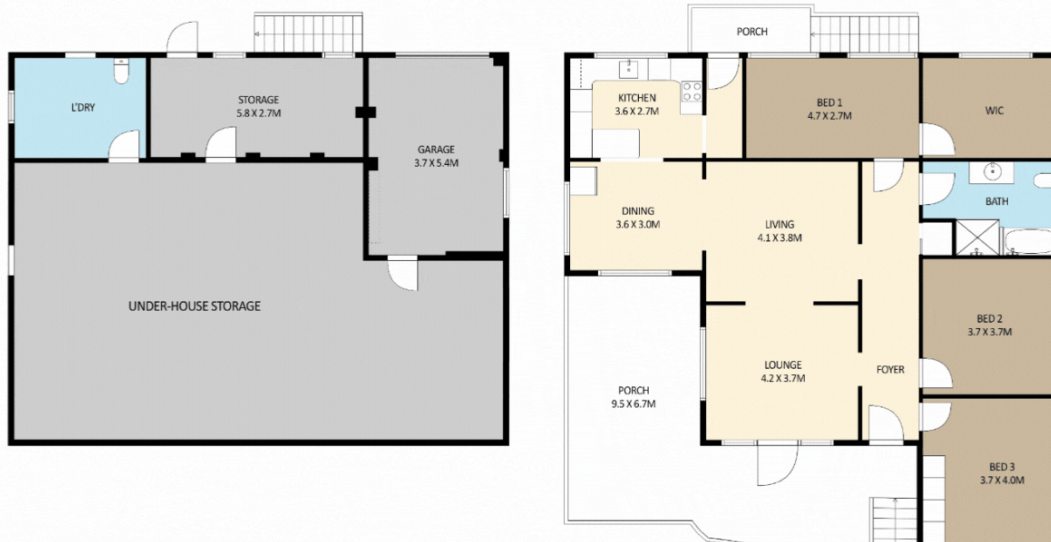 L'DRY
STORAGE
5.8 X 2.7M
GARAGE
3.7 X 5.4M
UNDER-HOUSE STORAGE
PORCH
KITCHEN
3.6 X 2.7M
BED 1
4.7 X 2.7M
WIC
DINING
3.6 X 3.0M
LIVING
4.1 X 3.8M
BATH
BED 2
3.7 X 3.7M
LOUNGE
4.2 X 3.7M
FOYER
PORCH
9.5 X 6.7M
BED 3
3.7 X 4.0M